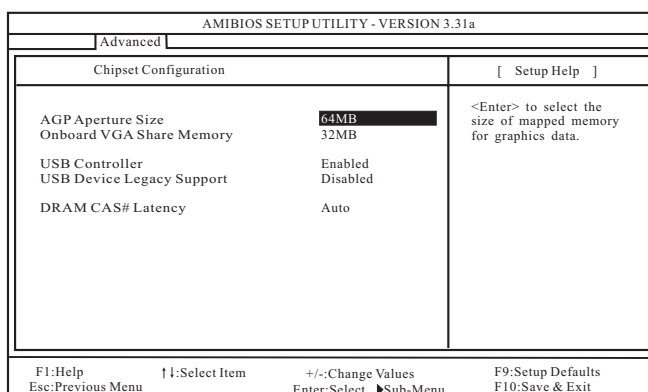 AMIBIOS SETUP UTILITY - VERSION 3.31a
Advanced
Chipset Configuration
[ Setup Help ]
AGP Aperture Size 64MB
Onboard VGA Share Memory 32MB
USB Controller Enabled
USB Device Legacy Support Disabled
DRAM CAS# Latency Auto
<Enter> to select the
size of mapped memory
for graphics data.
F1:Help ↑↓:Select Item +/-:Change Values F9:Setup Defaults
Esc:Previous Menu Enter:Select ▶Sub-Menu F10:Save & Exit